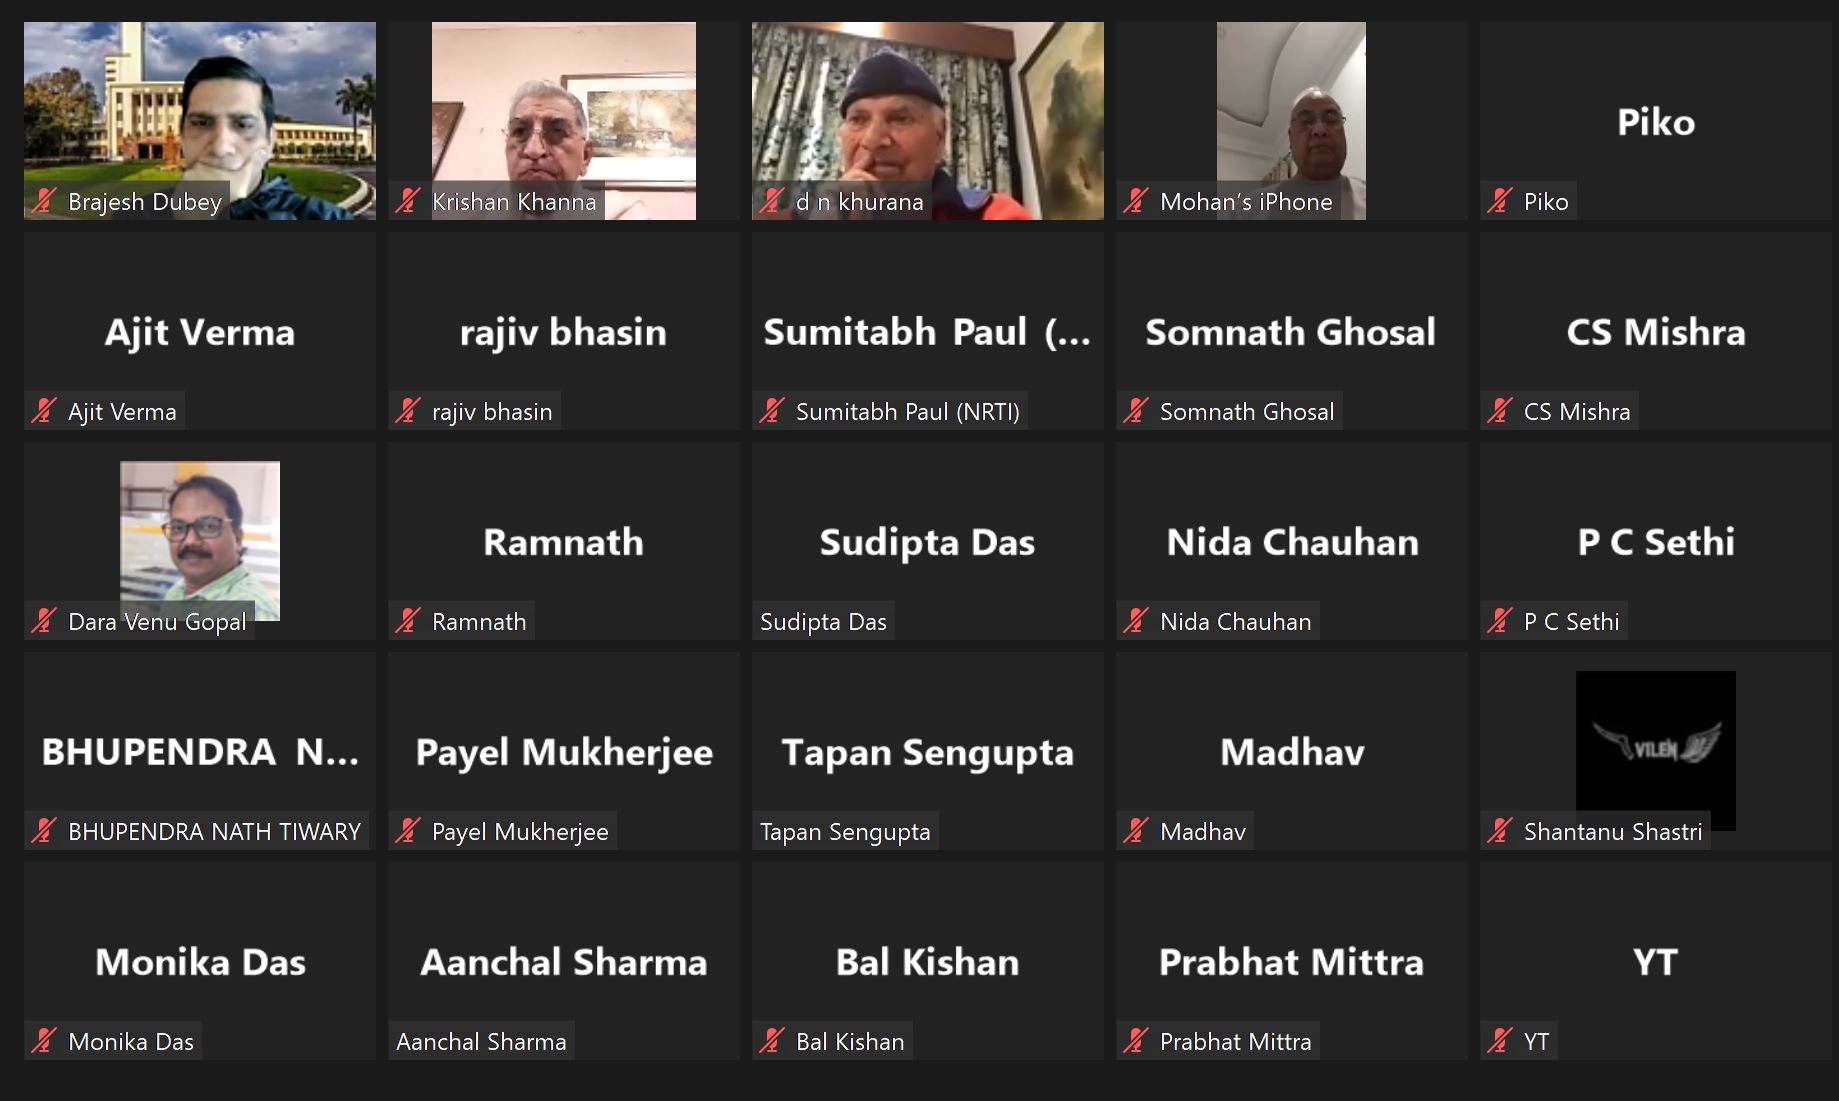 Brajesh Dubey
Krishan Khanna
d n khurana
Mohan’s iPhone
Piko
Piko
Ajit Verma
Ajit Verma
rajiv bhasin
rajiv bhasin
Sumitabh Paul (...
Sumitabh Paul (NRTI)
Somnath Ghosal
Somnath Ghosal
CS Mishra
CS Mishra
Dara Venu Gopal
Ramnath
Ramnath
Sudipta Das
Sudipta Das
Nida Chauhan
Nida Chauhan
P C Sethi
P C Sethi
BHUPENDRA N...
BHUPENDRA NATH TIWARY
Payel Mukherjee
Payel Mukherjee
Tapan Sengupta
Tapan Sengupta
Madhav
Madhav
VILEN
Shantanu Shastri
Monika Das
Monika Das
Aanchal Sharma
Aanchal Sharma
Bal Kishan
Bal Kishan
Prabhat Mittra
Prabhat Mittra
YT
YT